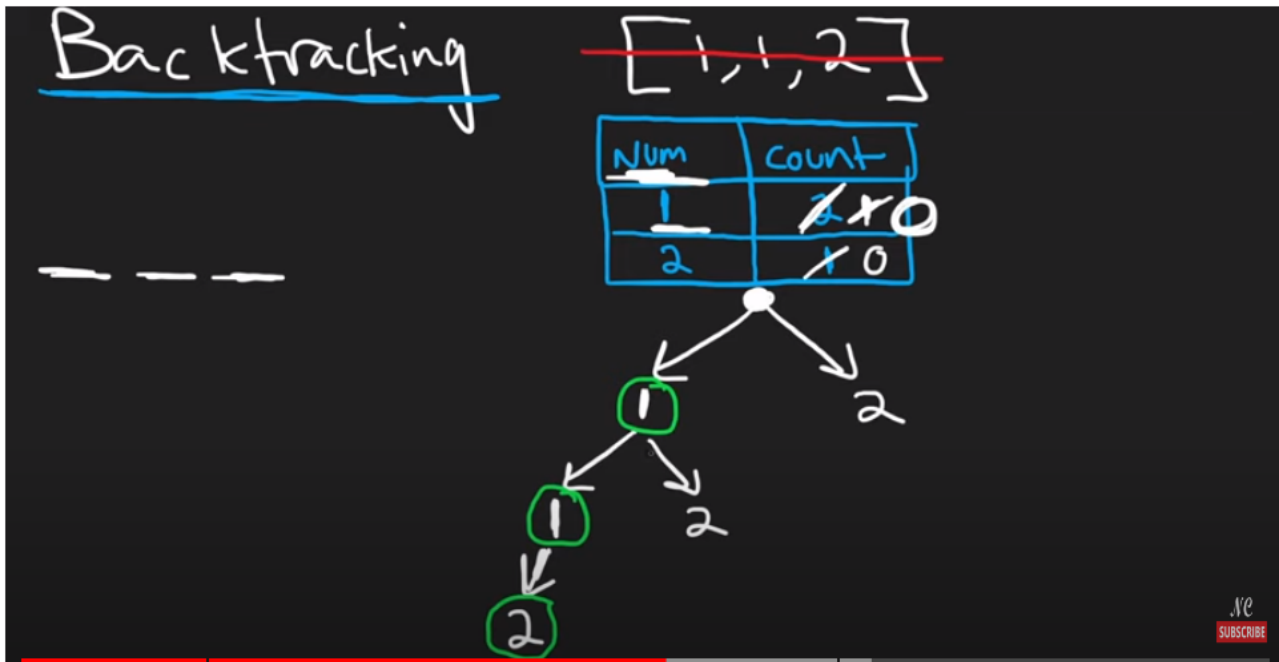 Backtracking [1,1,2]
Num count
1 2 1 0
2 1 0
1 2
1 2
2
NC
SUBSCRIBE